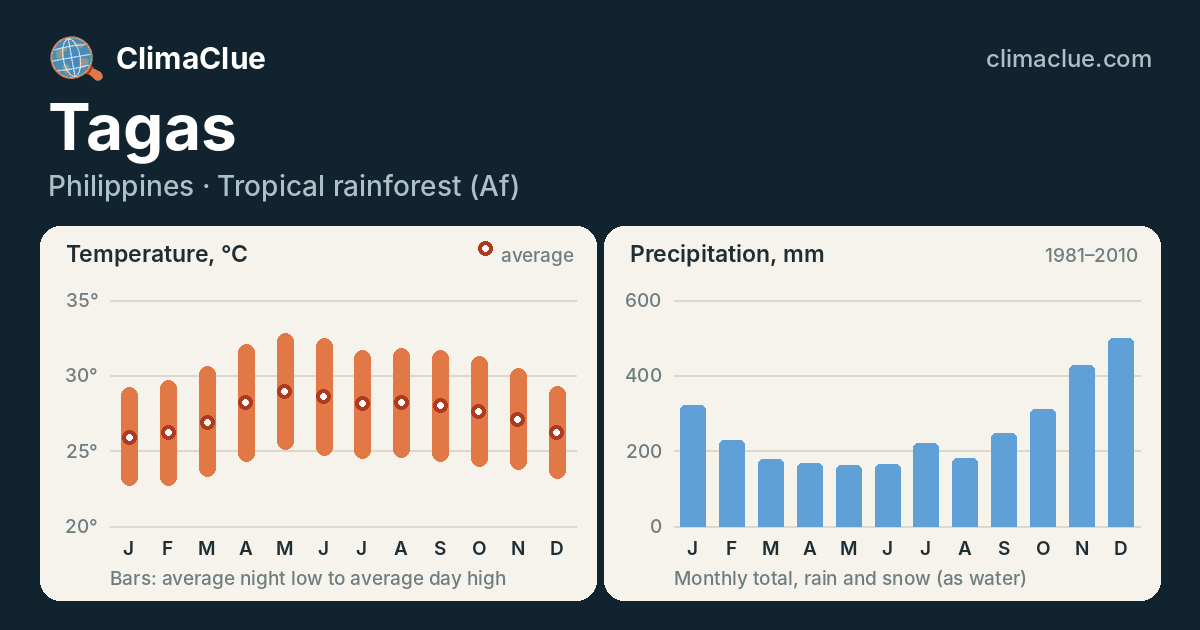 ClimaClue
climaclue.com
Tagas
Philippines · Tropical rainforest (Af)
Temperature, °C
average
35°
30°
25°
20°
J F M A M J J A S O N D
Bars: average night low to average day high
Precipitation, mm
1981–2010
600
400
200
0
J F M A M J J A S O N D
Monthly total, rain and snow (as water)